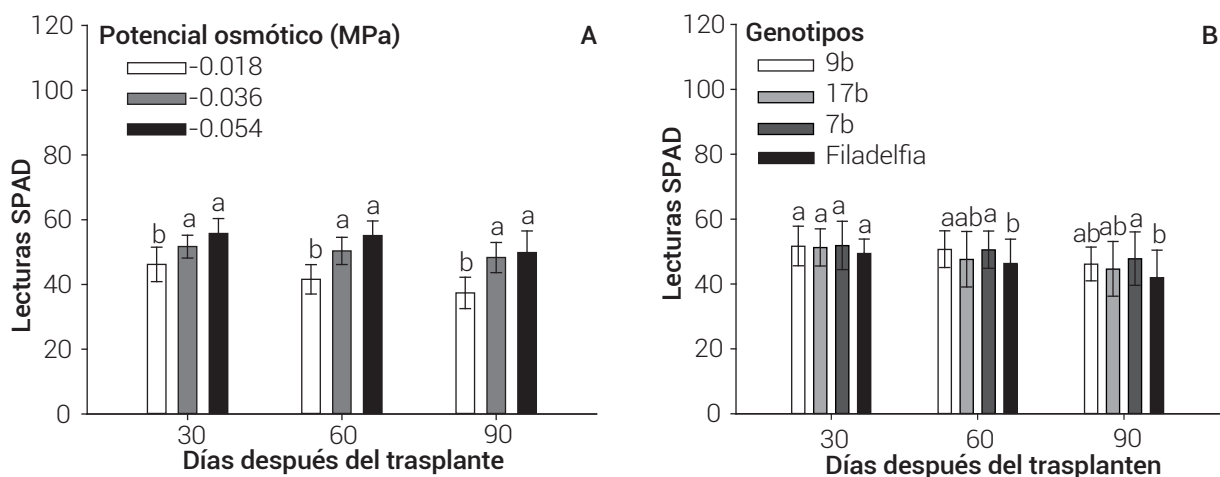 Potencial osmótico (MPa)
A
-0.018
-0.036
-0.054
120
100
80
60
40
20
0
Lecturas SPAD
b a a
b a a
b a a
30 60 90
Días después del trasplante
Genotipos
B
9b
17b
7b
Filadelfia
120
100
80
60
40
20
0
Lecturas SPAD
a a a a
a ab a b
ab ab a b
30 60 90
Días después del trasplanten